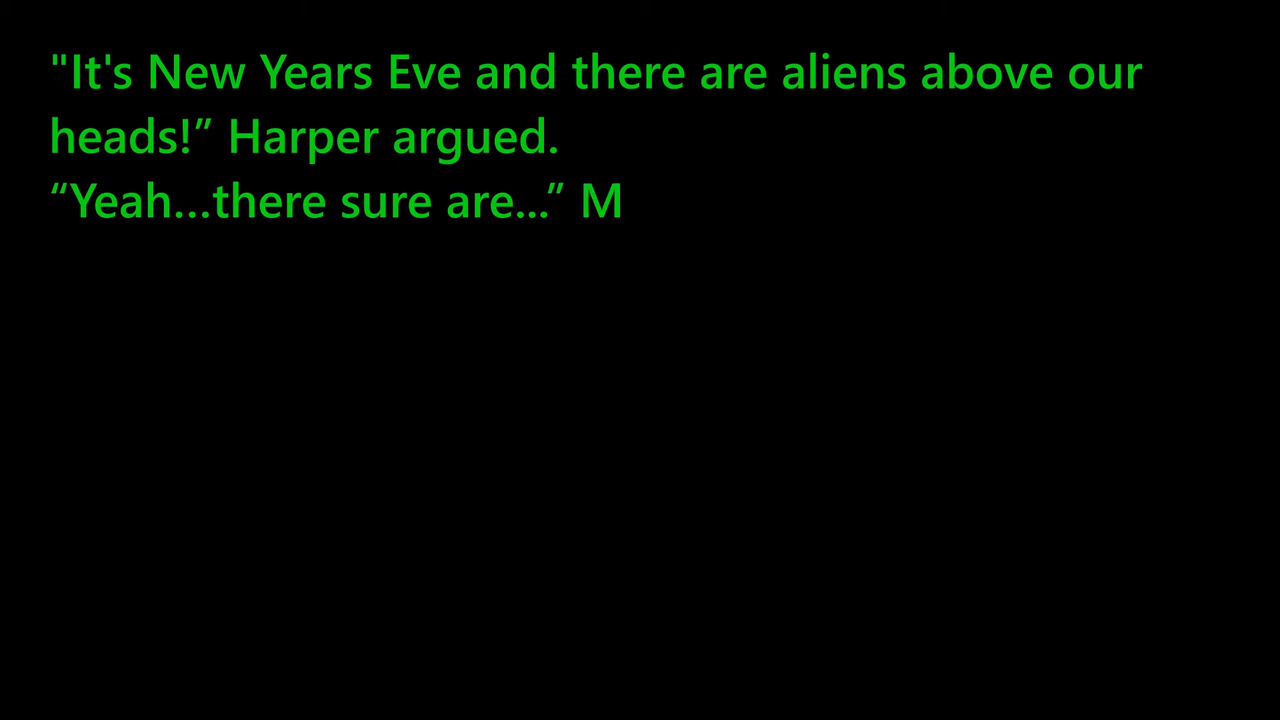 "It's New Years Eve and there are aliens above our
heads!” Harper argued.
“Yeah...there sure are...” M